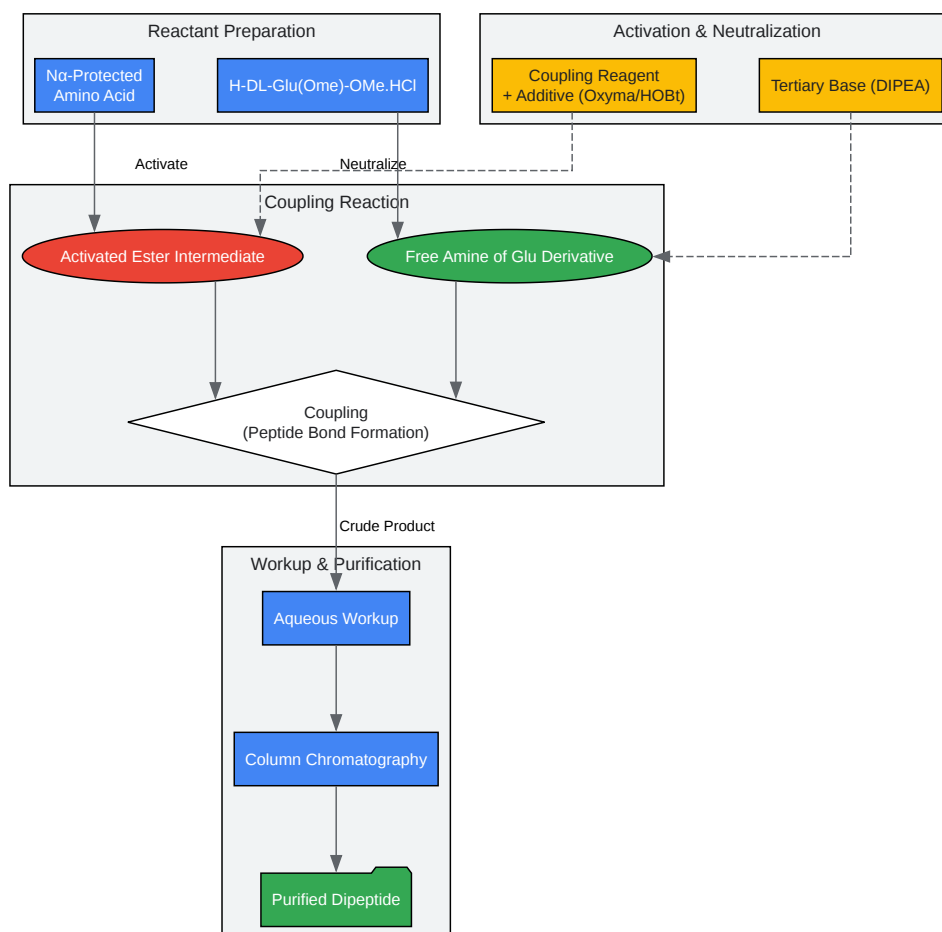 Reactant Preparation
Activation & Neutralization
Nα-Protected
Amino Acid
H-DL-Glu(Ome)-OMe.HCl
Coupling Reagent
+ Additive (Oxyma/HOBt)
Tertiary Base (DIPEA)
Activate
Neutralize
Coupling Reaction
Activated Ester Intermediate
Free Amine of Glu Derivative
Coupling
(Peptide Bond Formation)
Crude Product
Workup & Purification
Aqueous Workup
Column Chromatography
Purified Dipeptide